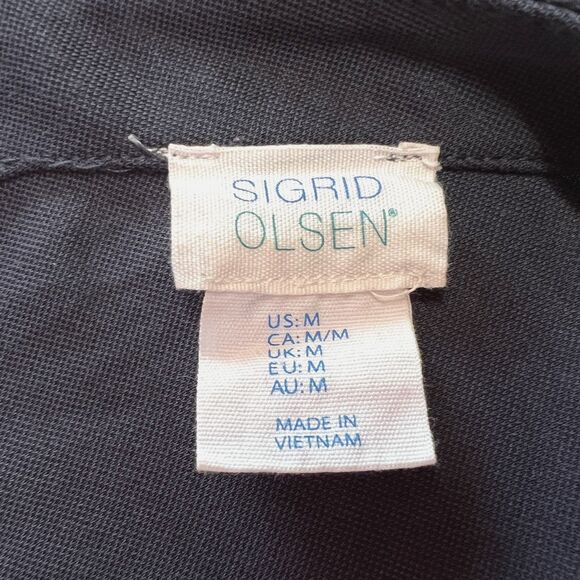 SIGRID
OLSEN®
US: M
CA: M/M
UK: M
EU: M
AU: M
MADE IN
VIETNAM